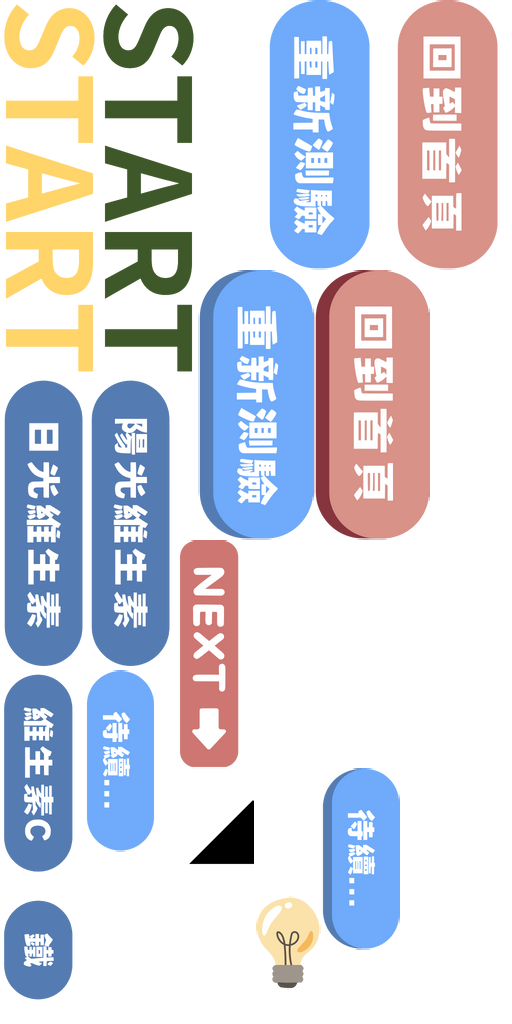 START
START
重新測驗
回到首頁
重新測驗
回到首頁
日光維生素
陽光維生素
NEXT
維生素C
待續...
待續...
鐵